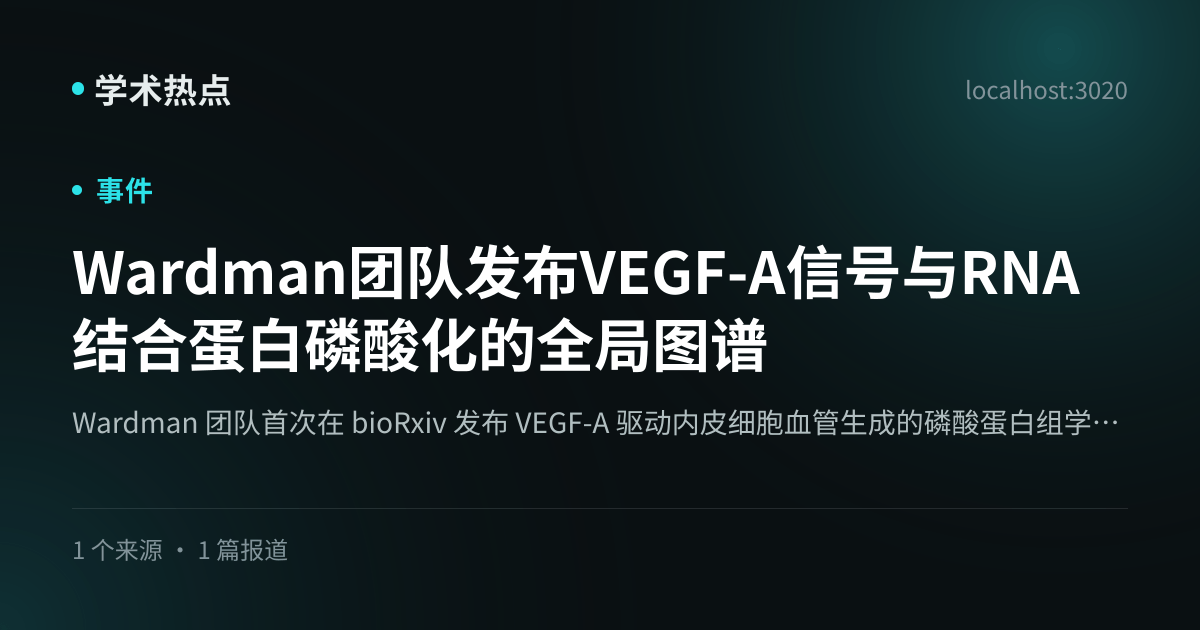 学术热点
localhost:3020
事件
Wardman团队发布VEGF-A信号与RNA
结合蛋白磷酸化的全局图谱
Wardman 团队首次在 bioRxiv 发布 VEGF-A 驱动内皮细胞血管生成的磷酸蛋白组学…
1 个来源 · 1 篇报道